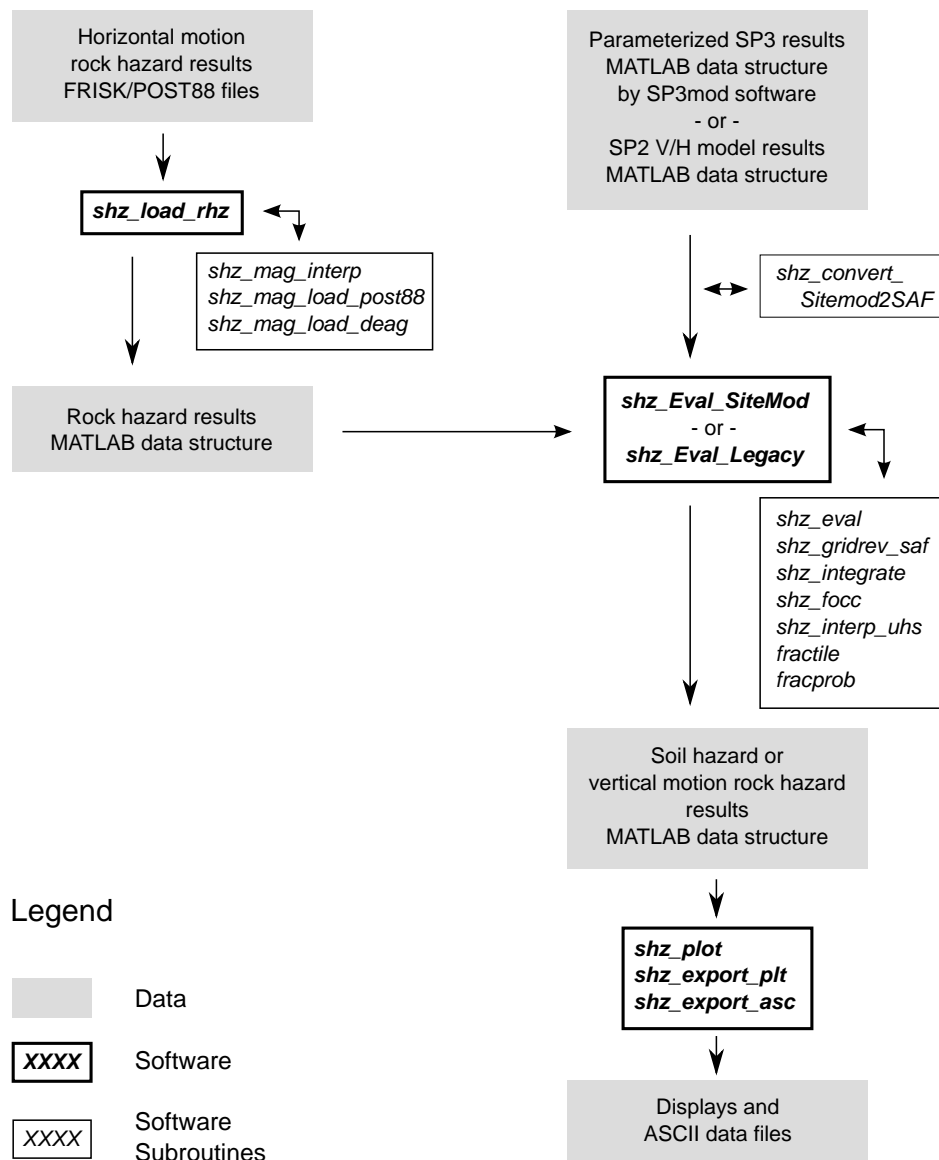 Horizontal motion
rock hazard results
FRISK/POST88 files
Parameterized SP3 results
MATLAB data structure
by SP3mod software
- or -
SP2 V/H model results
MATLAB data structure
shz_load_rhz
shz_mag_interp
shz_mag_load_post88
shz_mag_load_deag
shz_convert_
Sitemod2SAF
Rock hazard results
MATLAB data structure
shz_Eval_SiteMod
- or -
shz_Eval_Legacy
shz_eval
shz_gridrev_saf
shz_integrate
shz_focc
shz_interp_uhs
fractile
fracprob
Soil hazard or
vertical motion rock hazard
results
MATLAB data structure
shz_plot
shz_export_plt
shz_export_asc
Displays and
ASCII data files
Legend
Data
XXXX
Software
XXXX
Software
Subroutines